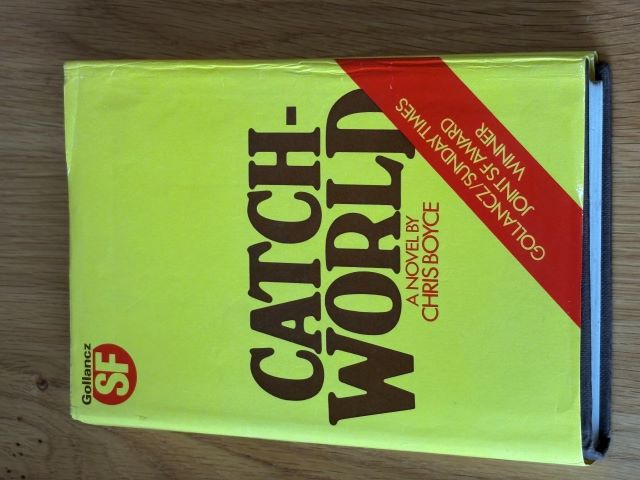 Gollancz
SF
GOLLANCZ/SUNDAY TIMES
JOINT SF AWARD
WINNER
CATCH-
WORLD
A NOVEL BY
CHRIS BOYCE